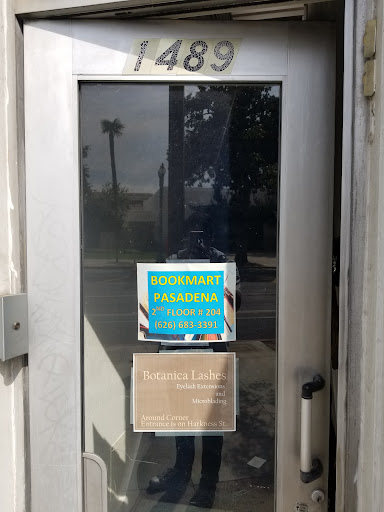 1489
BOOKMART
PASADENA
2ND FLOOR # 204
(626) 683-3391
Botanica Lashes
Eyelash Extensions
and
Microblading
Around Corner
Entrance is on Harkness St.